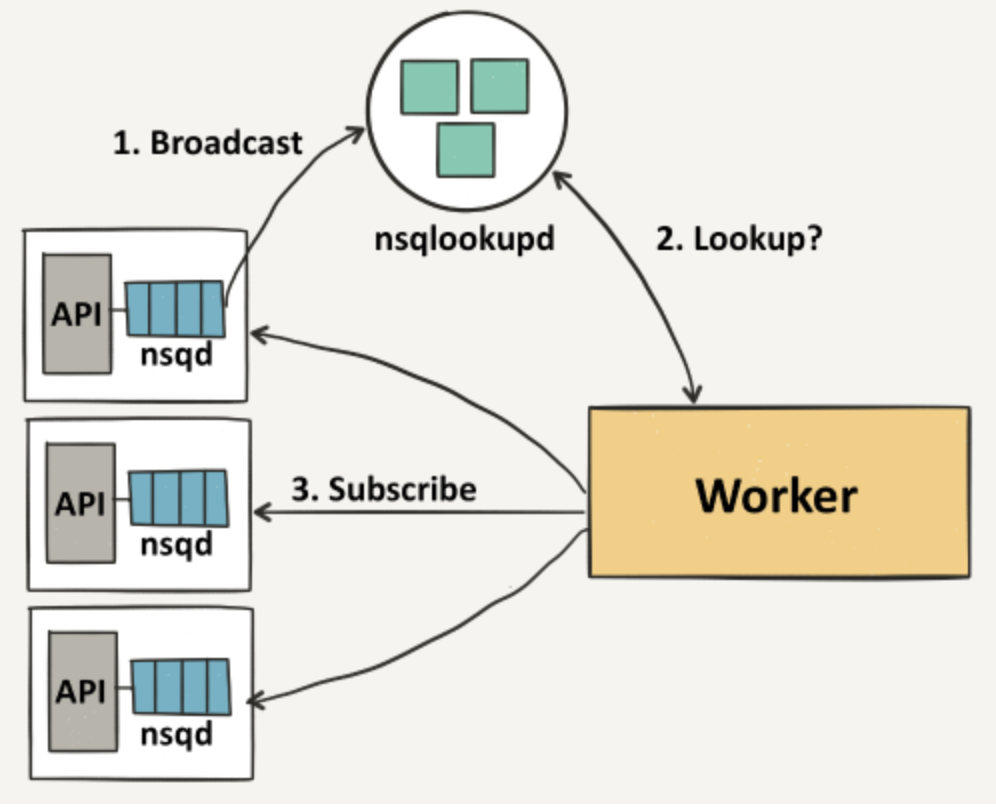 1. Broadcast
nsqlookupd
2. Lookup?
API
nsqd
3. Subscribe
API
nsqd
Worker
API
nsqd